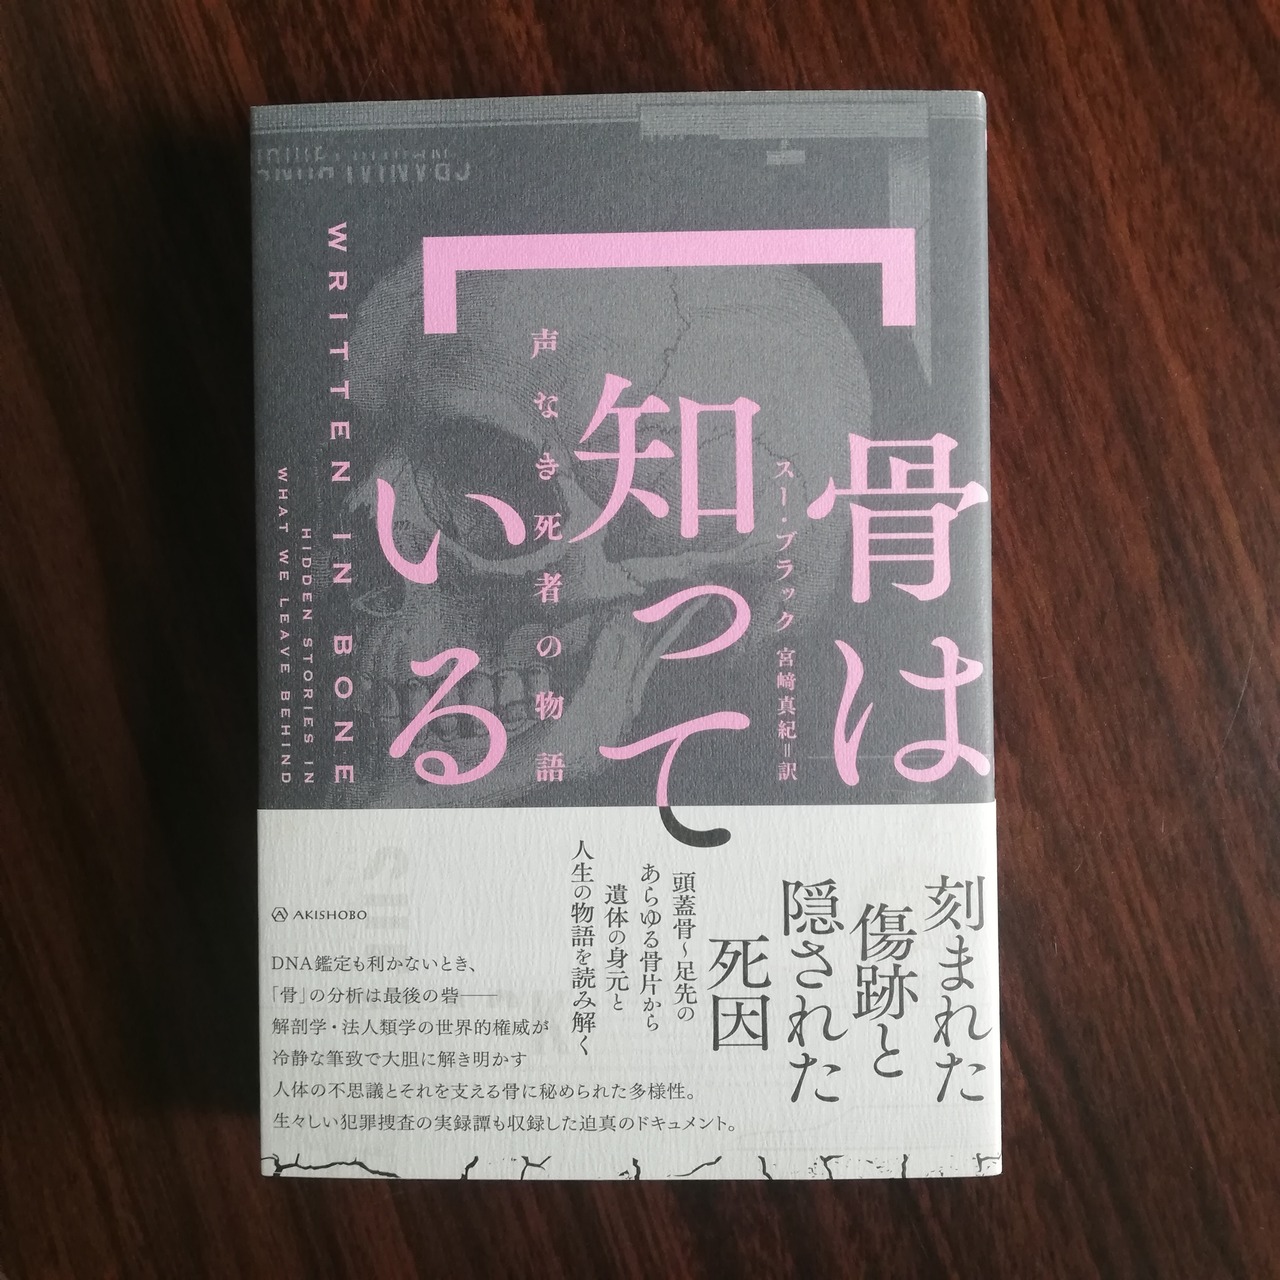 骨は
知って
いる
声なき死者の物語
スー・ブラック 宮﨑真紀=訳
WRITTEN IN BONE
HIDDEN STORIES IN
WHAT WE LEAVE BEHIND
刻まれた
傷跡と
隠された
死因
頭蓋骨~足先の
あらゆる骨片から
遺体の身元と
人生の物語を読み解く
AKISHOBO
DNA鑑定も利かないとき、
「骨」の分析は最後の砦──
解剖学・法人類学の世界的権威が
冷静な筆致で大胆に解き明かす
人体の不思議とそれを支える骨に秘められた多様性。
生々しい犯罪捜査の実録譚も収録した迫真のドキュメント。